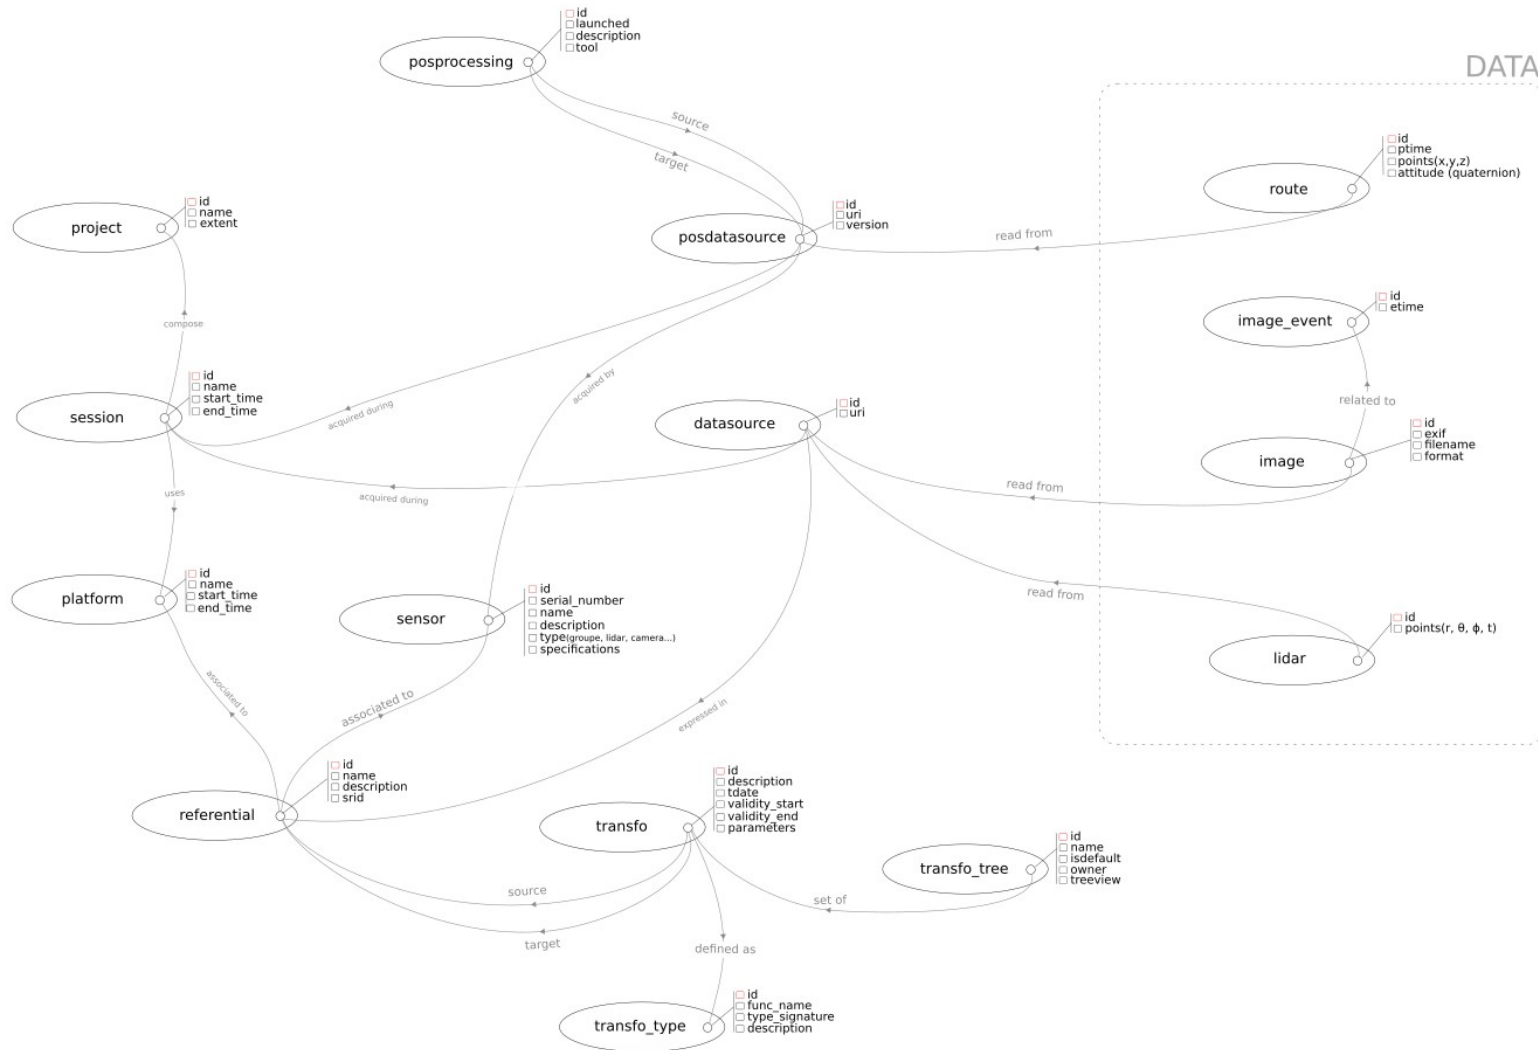 id
launched
description
tool
posprocessing
DATA
source
target
id
ptime
points(x,y,z)
attitude (quaternion)
route
id
name
extent
project
id
uri
version
posdatasource
read from
id
etime
image_event
compose
id
name
start_time
end_time
session
acquired by
acquired during
id
uri
datasource
related to
id
exif
filename
format
image
uses
acquired during
read from
id
name
start_time
end_time
platform
id
serial_number
name
description
type(groupe, lidar, camera...)
specifications
sensor
read from
id
points(r, θ, ϕ, t)
lidar
associated to
associated to
expressed in
id
name
description
srid
referential
id
description
tdate
validity_start
validity_end
parameters
transfo
id
name
isdefault
owner
treeview
transfo_tree
source
set of
target
defined as
id
func_name
type_signature
description
transfo_type